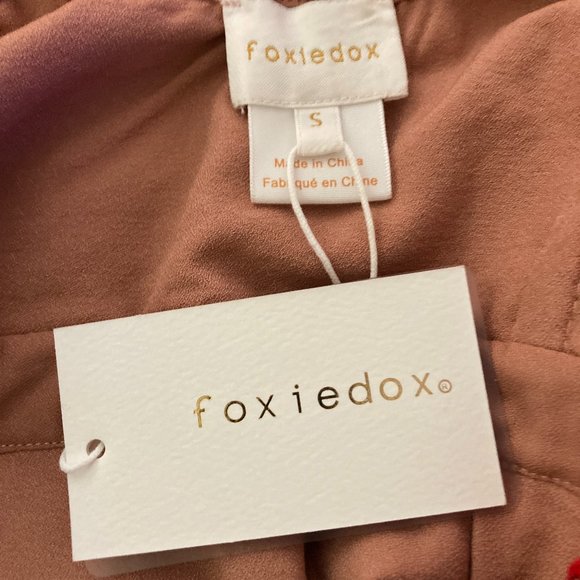 foxiedox
S
Made in China
Fabriqué en Chine
foxiedox®